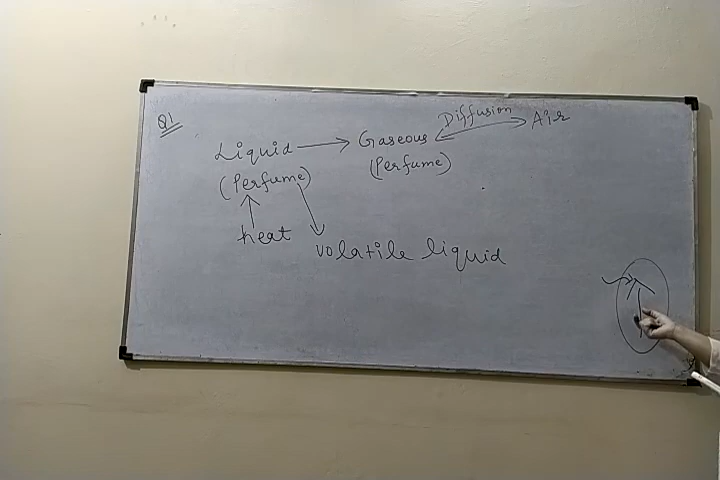 Q1
Liquid → Gaseous Diffusion Air
(Perfume) (Perfume)
heat
volatile liquid